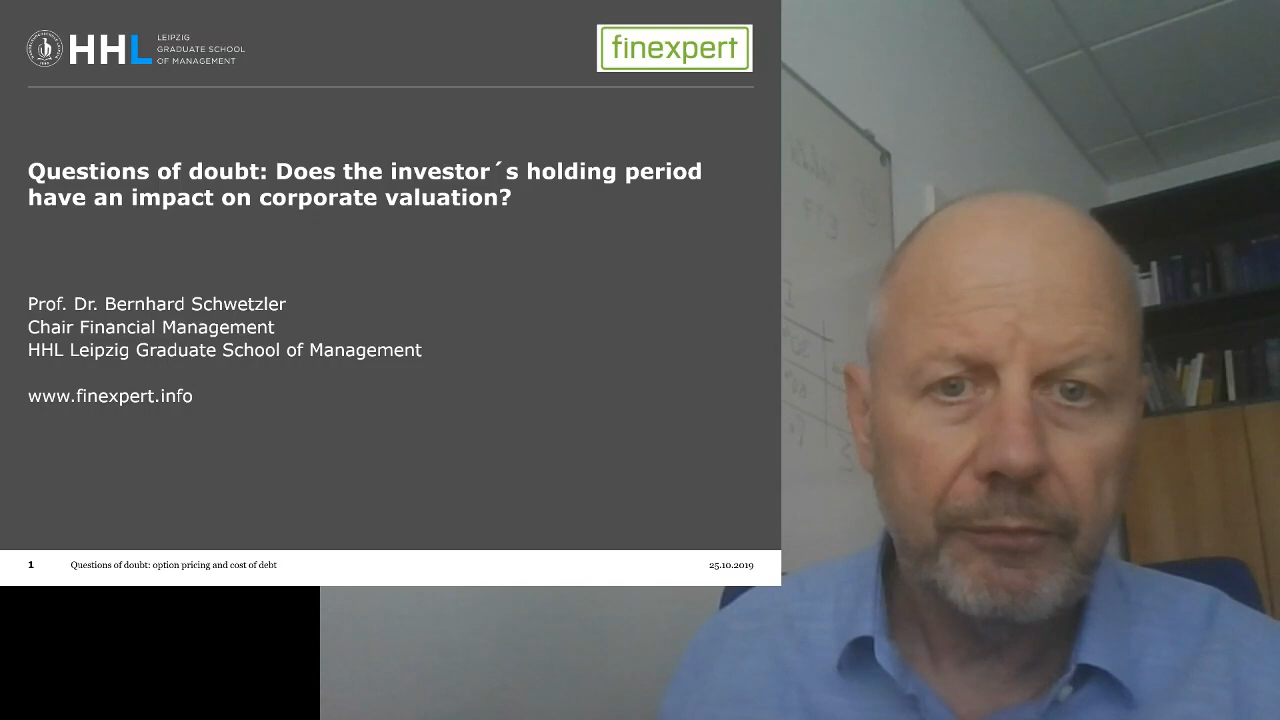 HHL
LEIPZIG
GRADUATE SCHOOL
OF MANAGEMENT
finexpert
Questions of doubt: Does the investor´s holding period
have an impact on corporate valuation?
Prof. Dr. Bernhard Schwetzler
Chair Financial Management
HHL Leipzig Graduate School of Management
www.finexpert.info
1 Questions of doubt: option pricing and cost of debt 25.10.2019